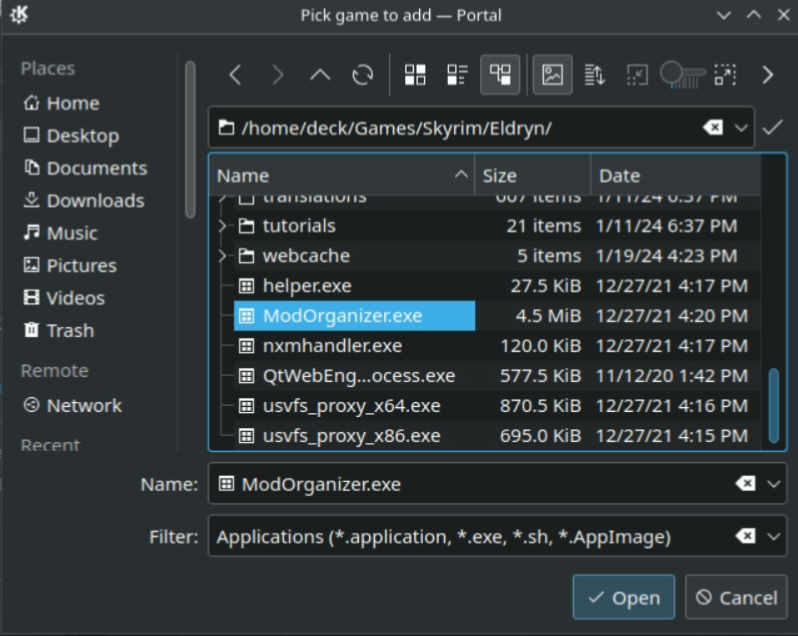 Pick game to add — Portal
Places
Home
Desktop
Documents
Downloads
Music
Pictures
Videos
Trash
Remote
Network
Recent
/home/deck/Games/Skyrim/Eldryn/
Name Size Date
translations 607 items 1/11/24 6:37 PM
tutorials 21 items 1/11/24 6:37 PM
webcache 5 items 1/19/24 4:23 PM
helper.exe 27.5 KiB 12/27/21 4:17 PM
ModOrganizer.exe 4.5 MiB 12/27/21 4:20 PM
nxmhandler.exe 120.0 KiB 12/27/21 4:17 PM
QtWebEng...ocess.exe 577.5 KiB 11/12/20 1:42 PM
usvfs_proxy_x64.exe 870.5 KiB 12/27/21 4:16 PM
usvfs_proxy_x86.exe 695.0 KiB 12/27/21 4:15 PM
Name: ModOrganizer.exe
Filter: Applications (*.application, *.exe, *.sh, *.AppImage)
Open Cancel